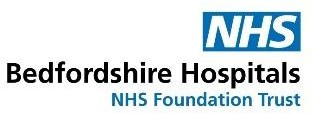 NHS
Bedfordshire Hospitals
NHS Foundation Trust